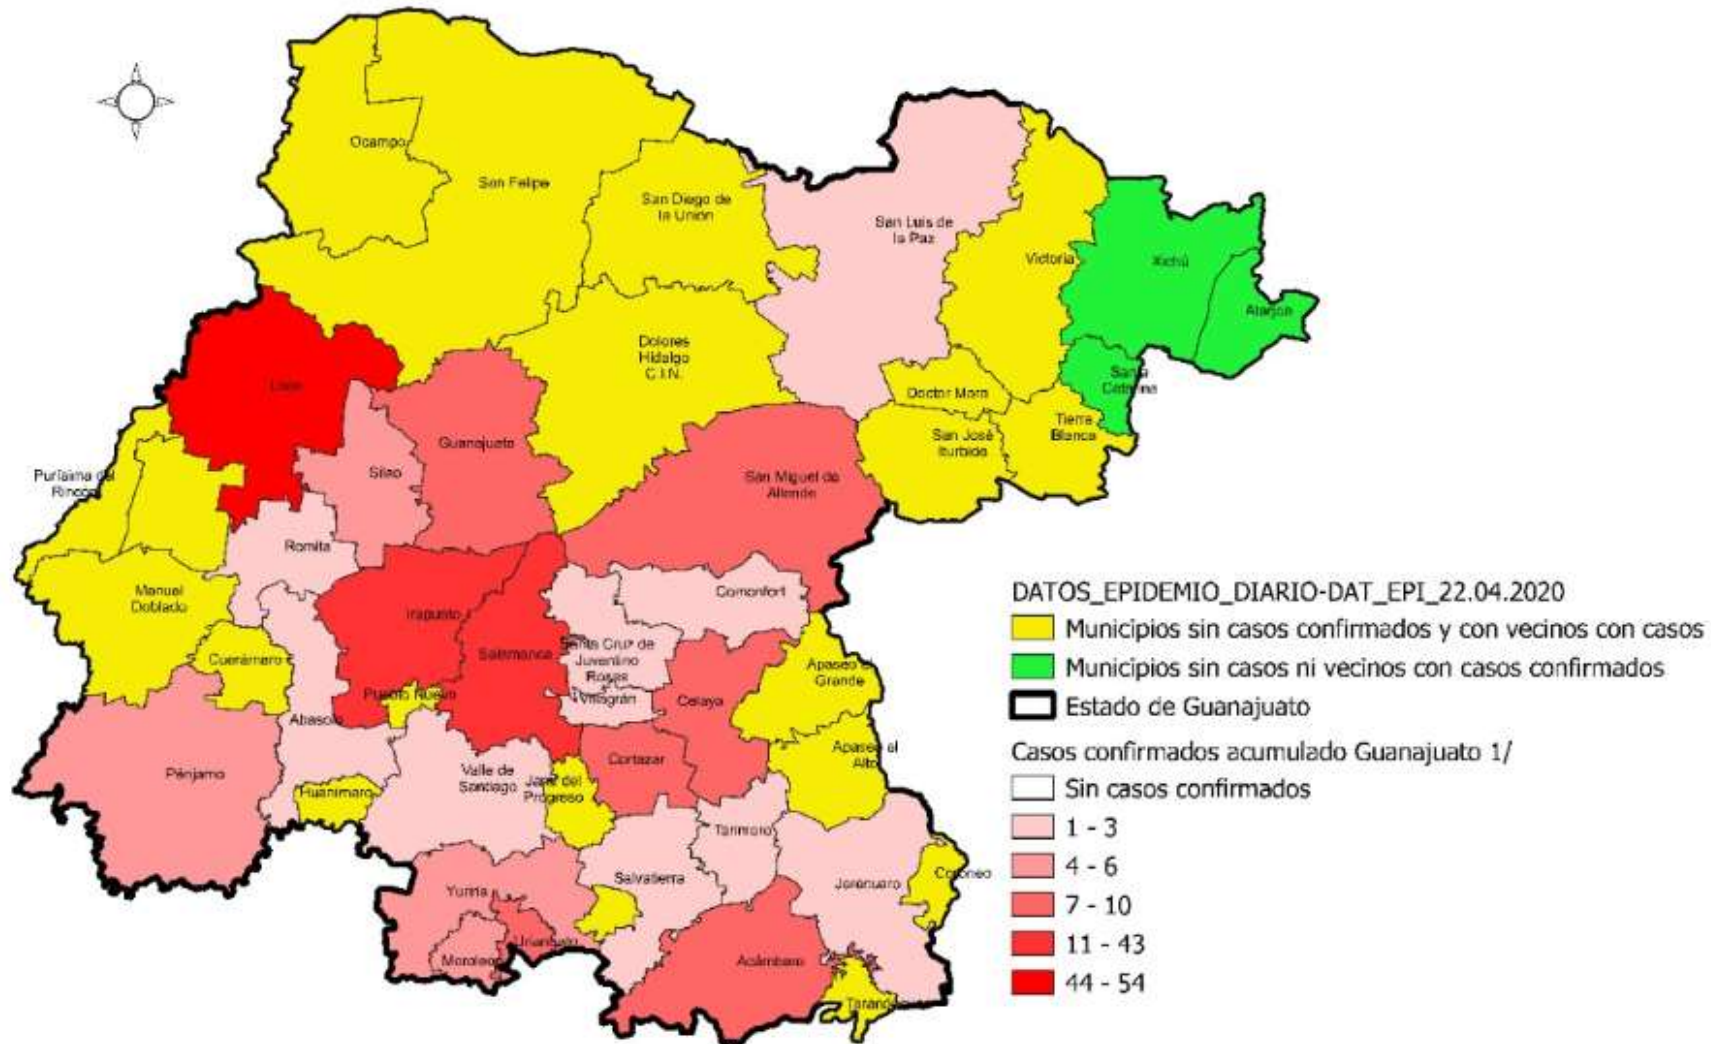 Ocampo
San Felipe
San Diego de
la Unión
San Luis de
la Paz
Victoria
Xichú
Atarjea
Dolores
Hidalgo
C.I.N.
León
Santa
Catarina
Doctor Mora
Tierra
Blanca
San José
Iturbide
Guanajuato
Silao
San Miguel de
Allende
Purísima del
Rincón
Romita
Manuel
Doblado
Comonfort
Irapuato
Salamanca
Santa Cruz de
Juventino
Rosas
Cuerámaro
Apaseo el
Grande
Pueblo Nuevo
Villagrán
Celaya
Abasolo
Apaseo el
Alto
Cortazar
Pénjamo
Valle de
Santiago
Jaral del
Progreso
Huanímaro
Tarimoro
Salvatierra
Jerécuaro
Coroneo
Yuriria
Uriangato
Moroleón
Acámbaro
Tarandacuao
DATOS_EPIDEMIO_DIARIO-DAT_EPI_22.04.2020
Municipios sin casos confirmados y con vecinos con casos
Municipios sin casos ni vecinos con casos confirmados
Estado de Guanajuato
Casos confirmados acumulado Guanajuato 1/
Sin casos confirmados
1 - 3
4 - 6
7 - 10
11 - 43
44 - 54